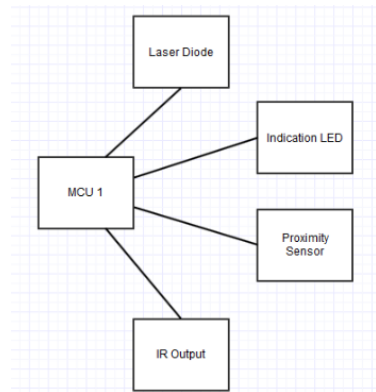 Laser Diode
Indication LED
MCU 1
Proximity
Sensor
IR Output